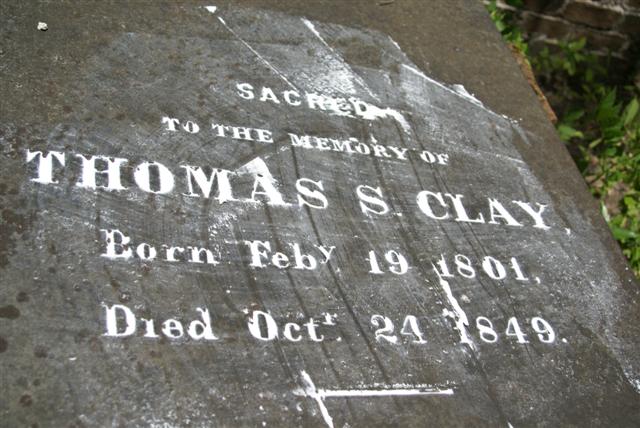 SACRED
TO THE MEMORY OF
THOMAS S. CLAY,
Born Feby 19 1801.
Died Octr 24 1849.